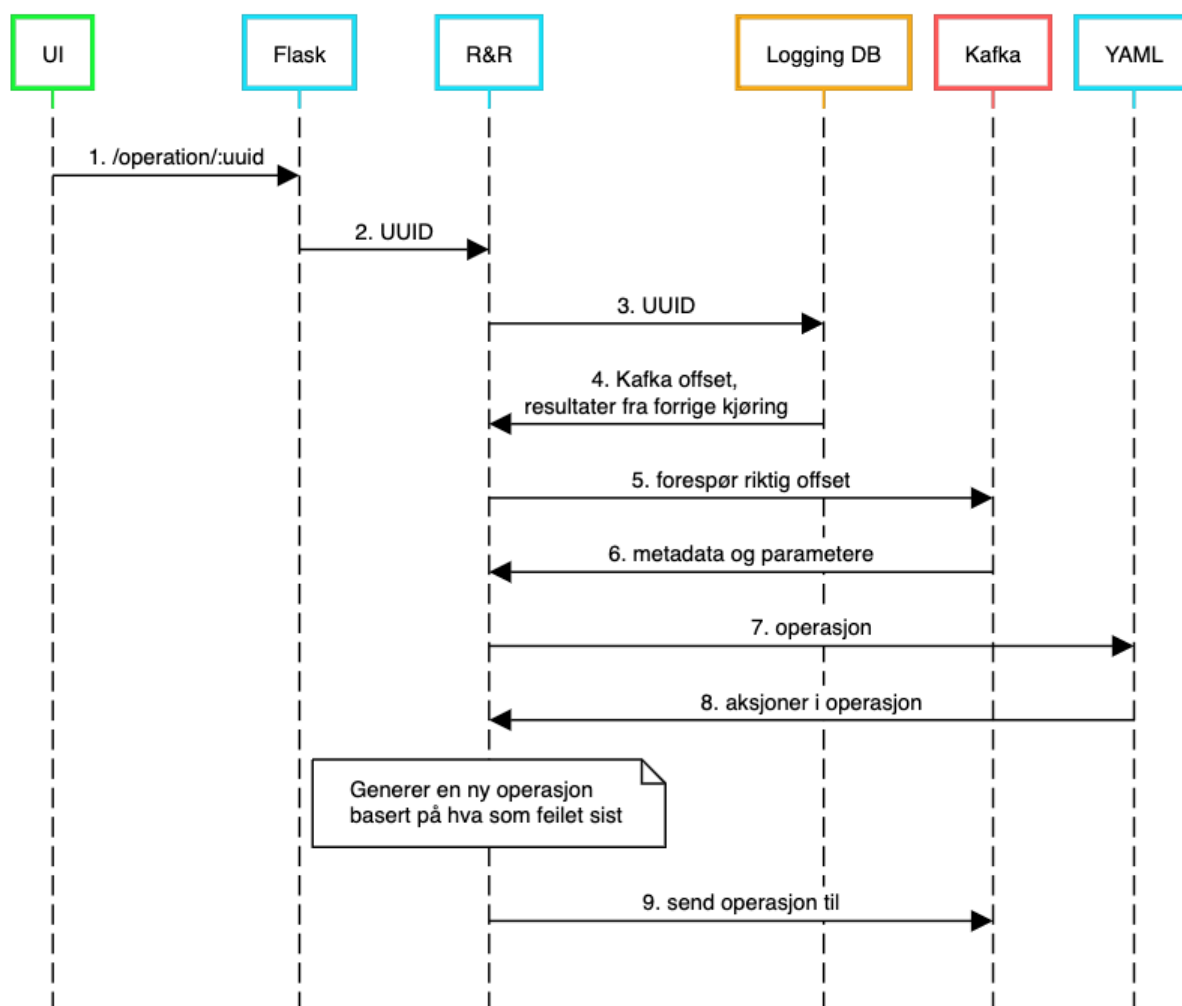 UI
Flask
R&R
Logging DB
Kafka
YAML
1. /operation/:uuid
2. UUID
3. UUID
4. Kafka offset,
resultater fra forrige kjøring
5. forespør riktig offset
6. metadata og parametere
7. operasjon
8. aksjoner i operasjon
Generer en ny operasjon
basert på hva som feilet sist
9. send operasjon til